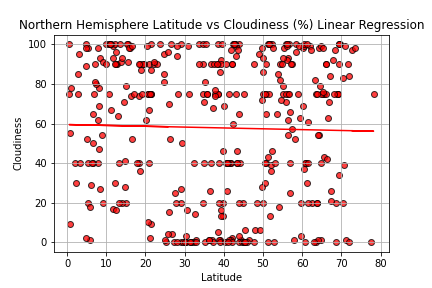 Northern Hemisphere Latitude vs Cloudiness (%) Linear Regression
Cloudiness
100
80
60
40
20
0
0 10 20 30 40 50 60 70 80
Latitude